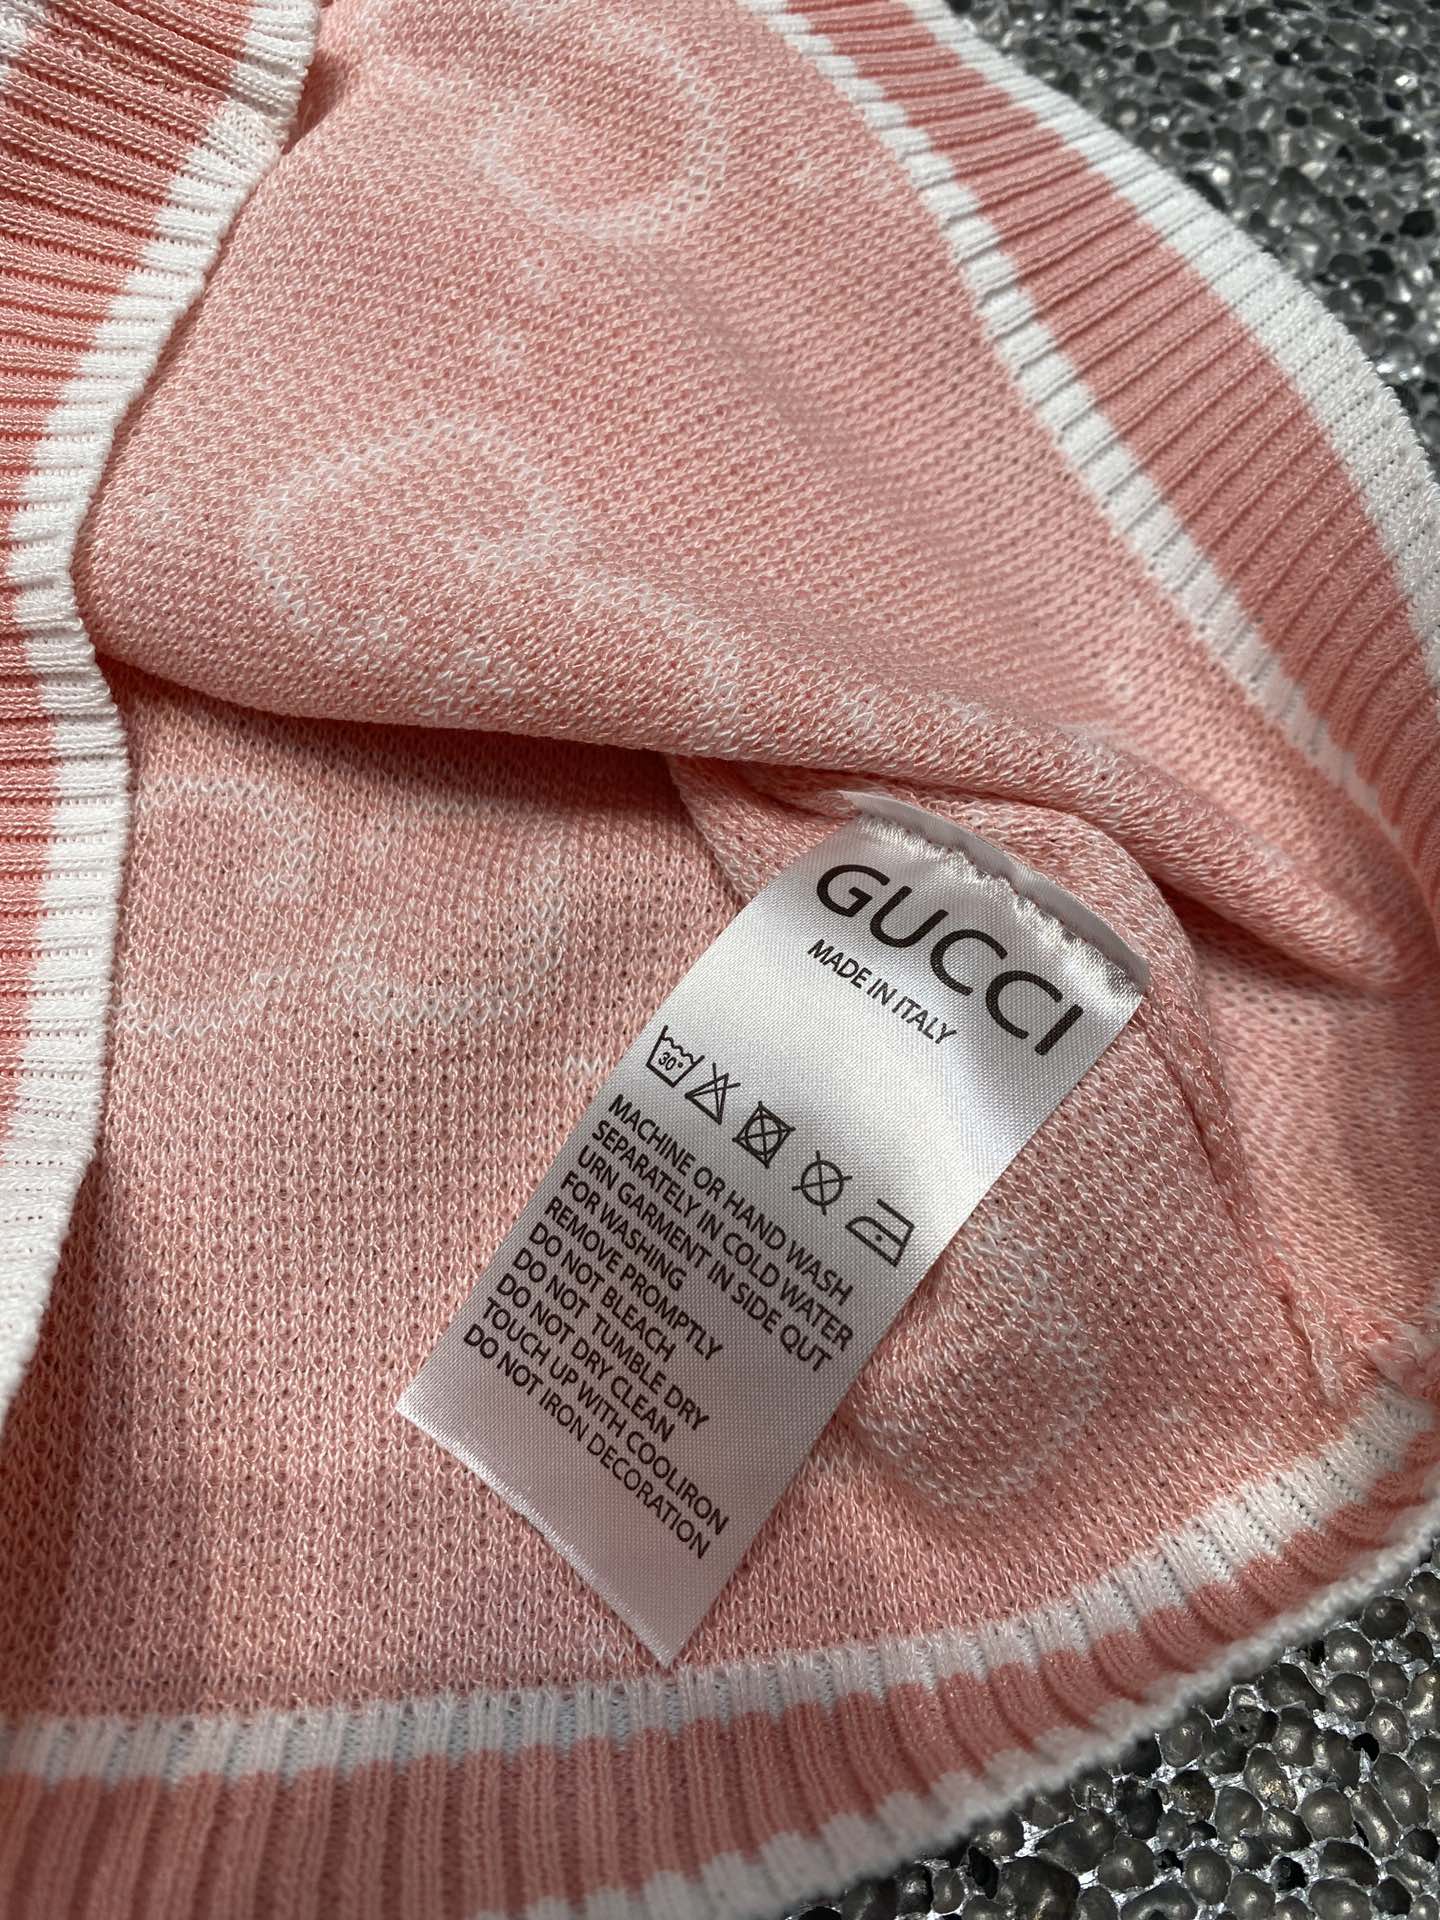 GUCCI
MADE IN ITALY
30°
MACHINE OR HAND WASH
SEPARATELY IN COLD WATER
URN GARMENT IN SIDE QUT
FOR WASHING
REMOVE PROMPTLY
DO NOT BLEACH
DO NOT TUMBLE DRY
DO NOT DRY CLEAN
TOUCH UP WITH COOLIRON
DO NOT IRON DECORATION